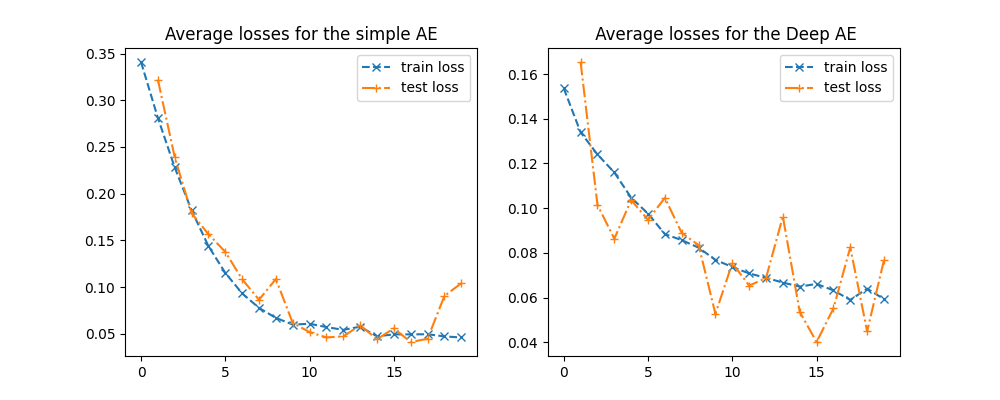 Average losses for the simple AE
0.35
0.30
0.25
0.20
0.15
0.10
0.05
0 5 10 15
train loss
test loss
Average losses for the Deep AE
0.16
0.14
0.12
0.10
0.08
0.06
0.04
0 5 10 15
train loss
test loss